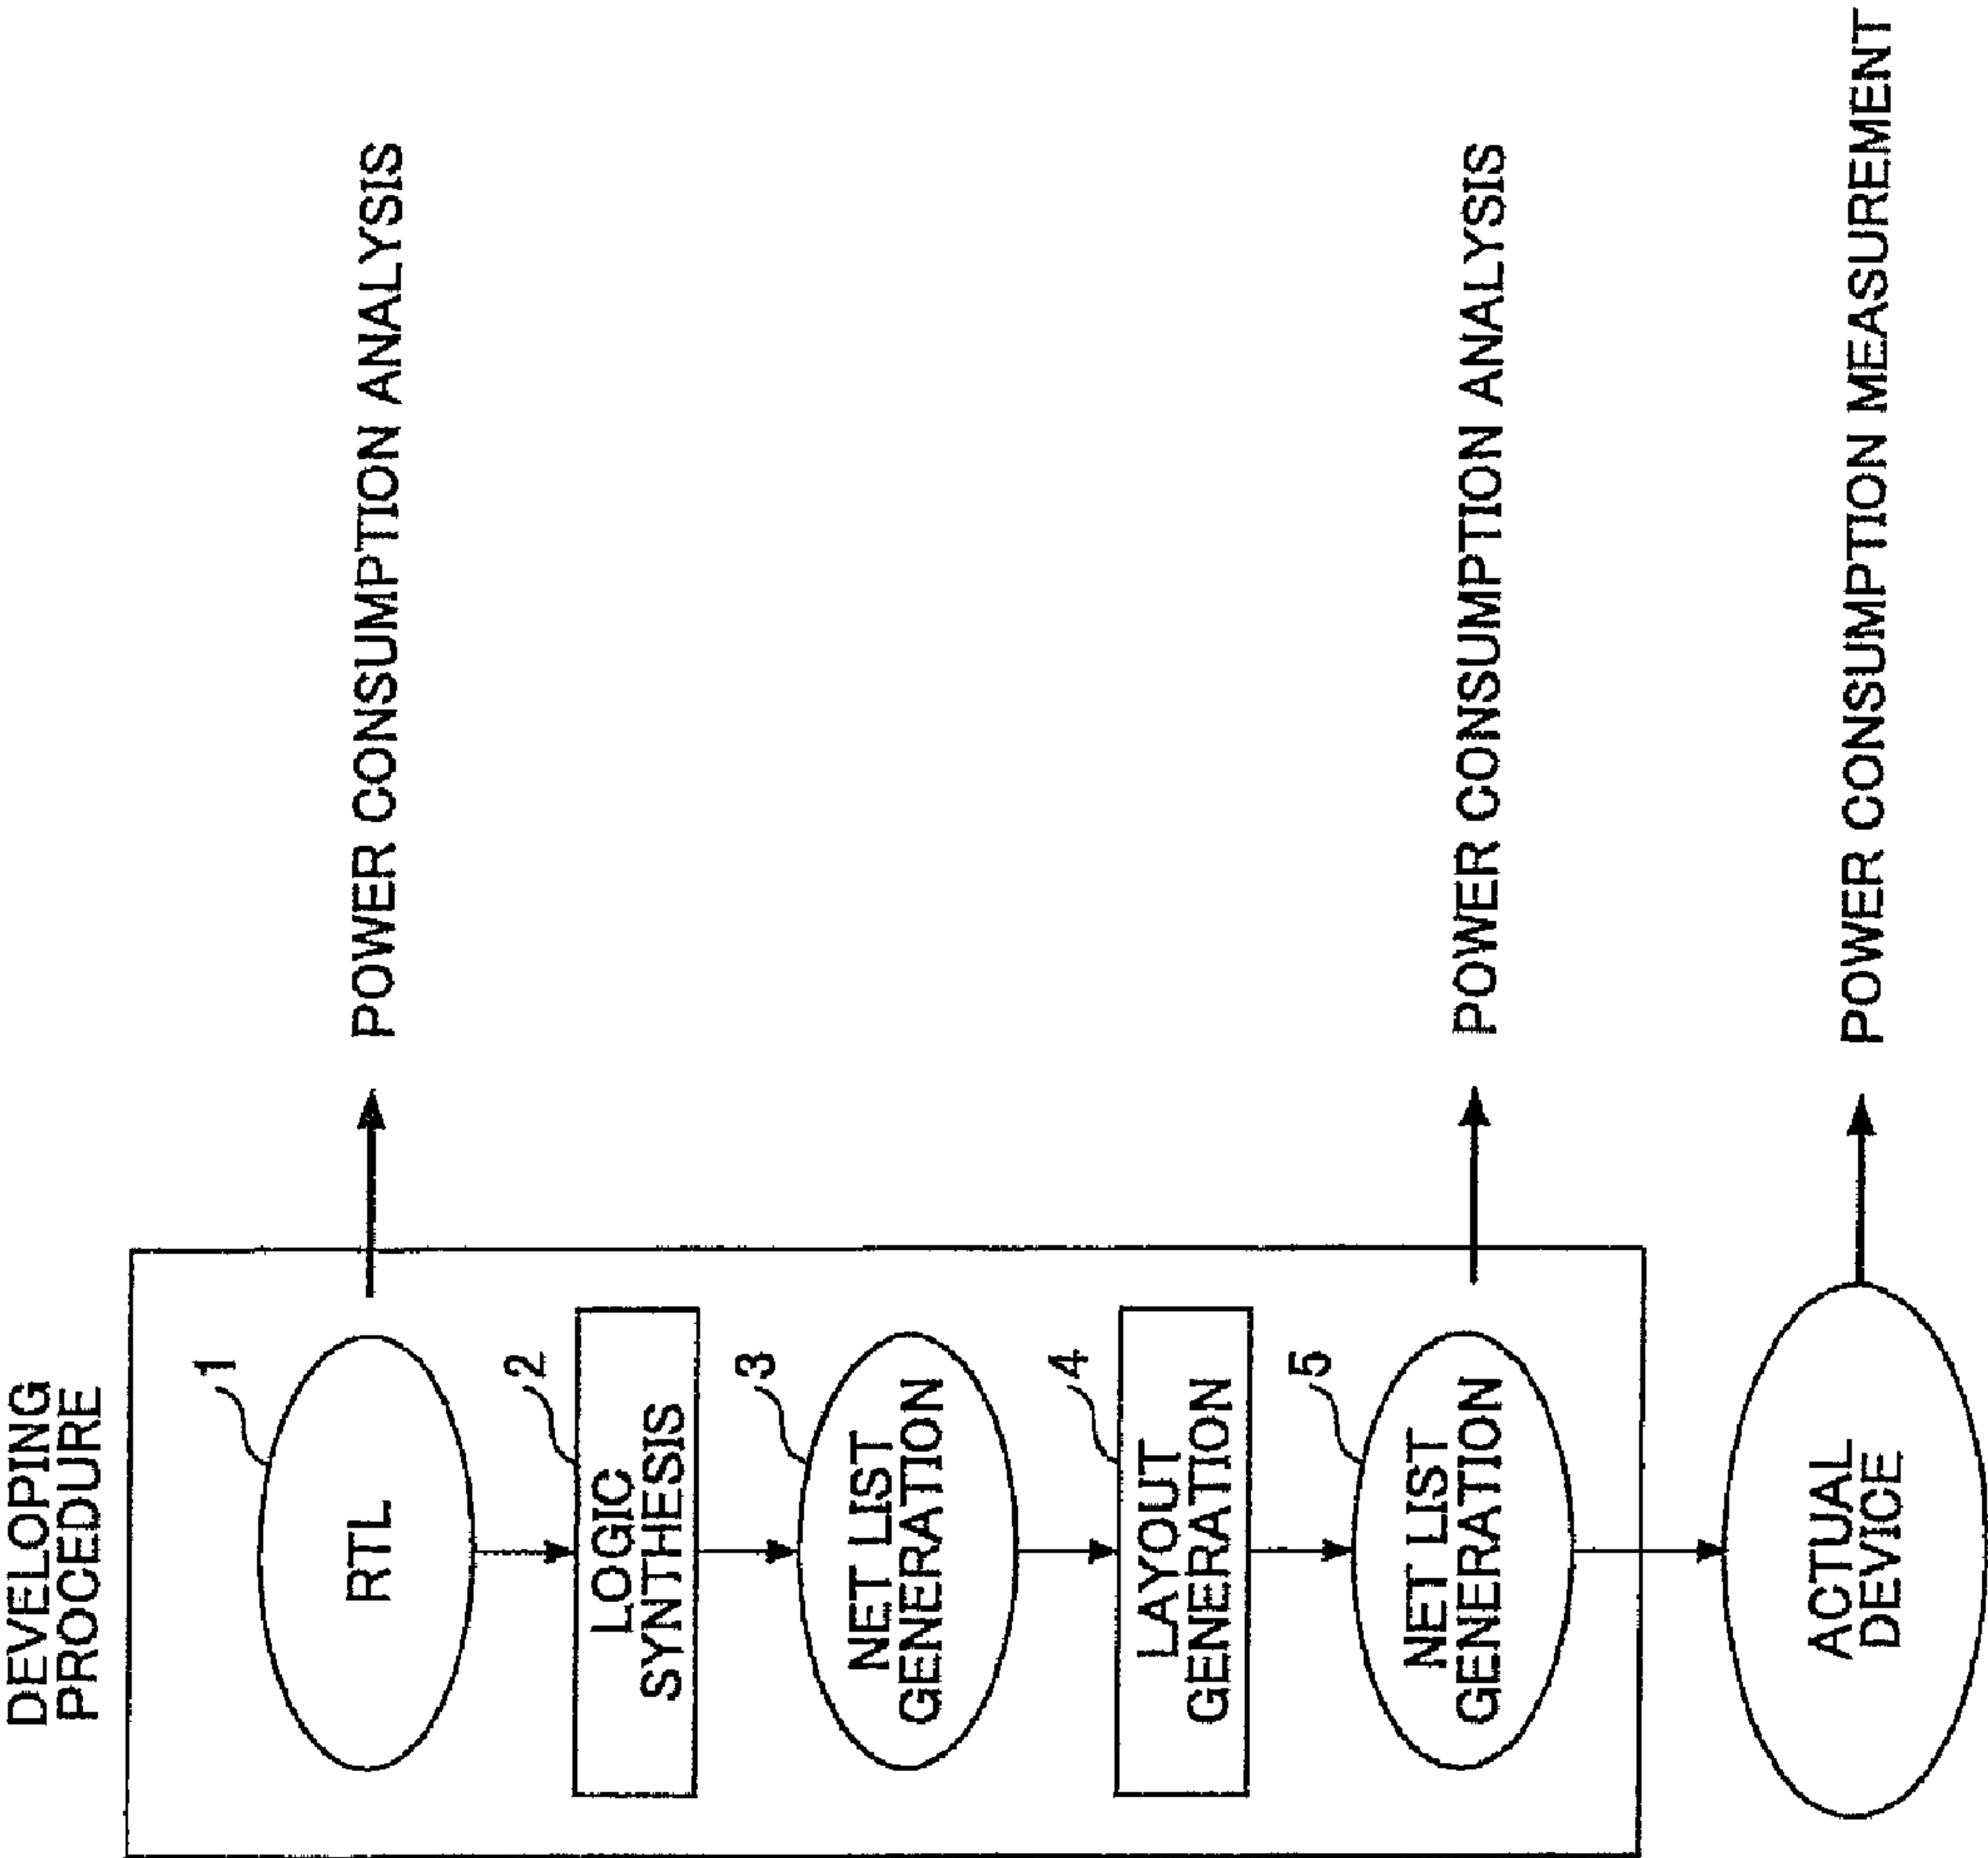 DEVELOPING
PROCEDURE
1
RTL
POWER CONSUMPTION ANALYSIS
2
LOGIC
SYNTHESIS
3
NET LIST
GENERATION
4
LAYOUT
GENERATION
5
NET LIST
GENERATION
POWER CONSUMPTION ANALYSIS
ACTUAL
DEVICE
POWER CONSUMPTION MEASUREMENT